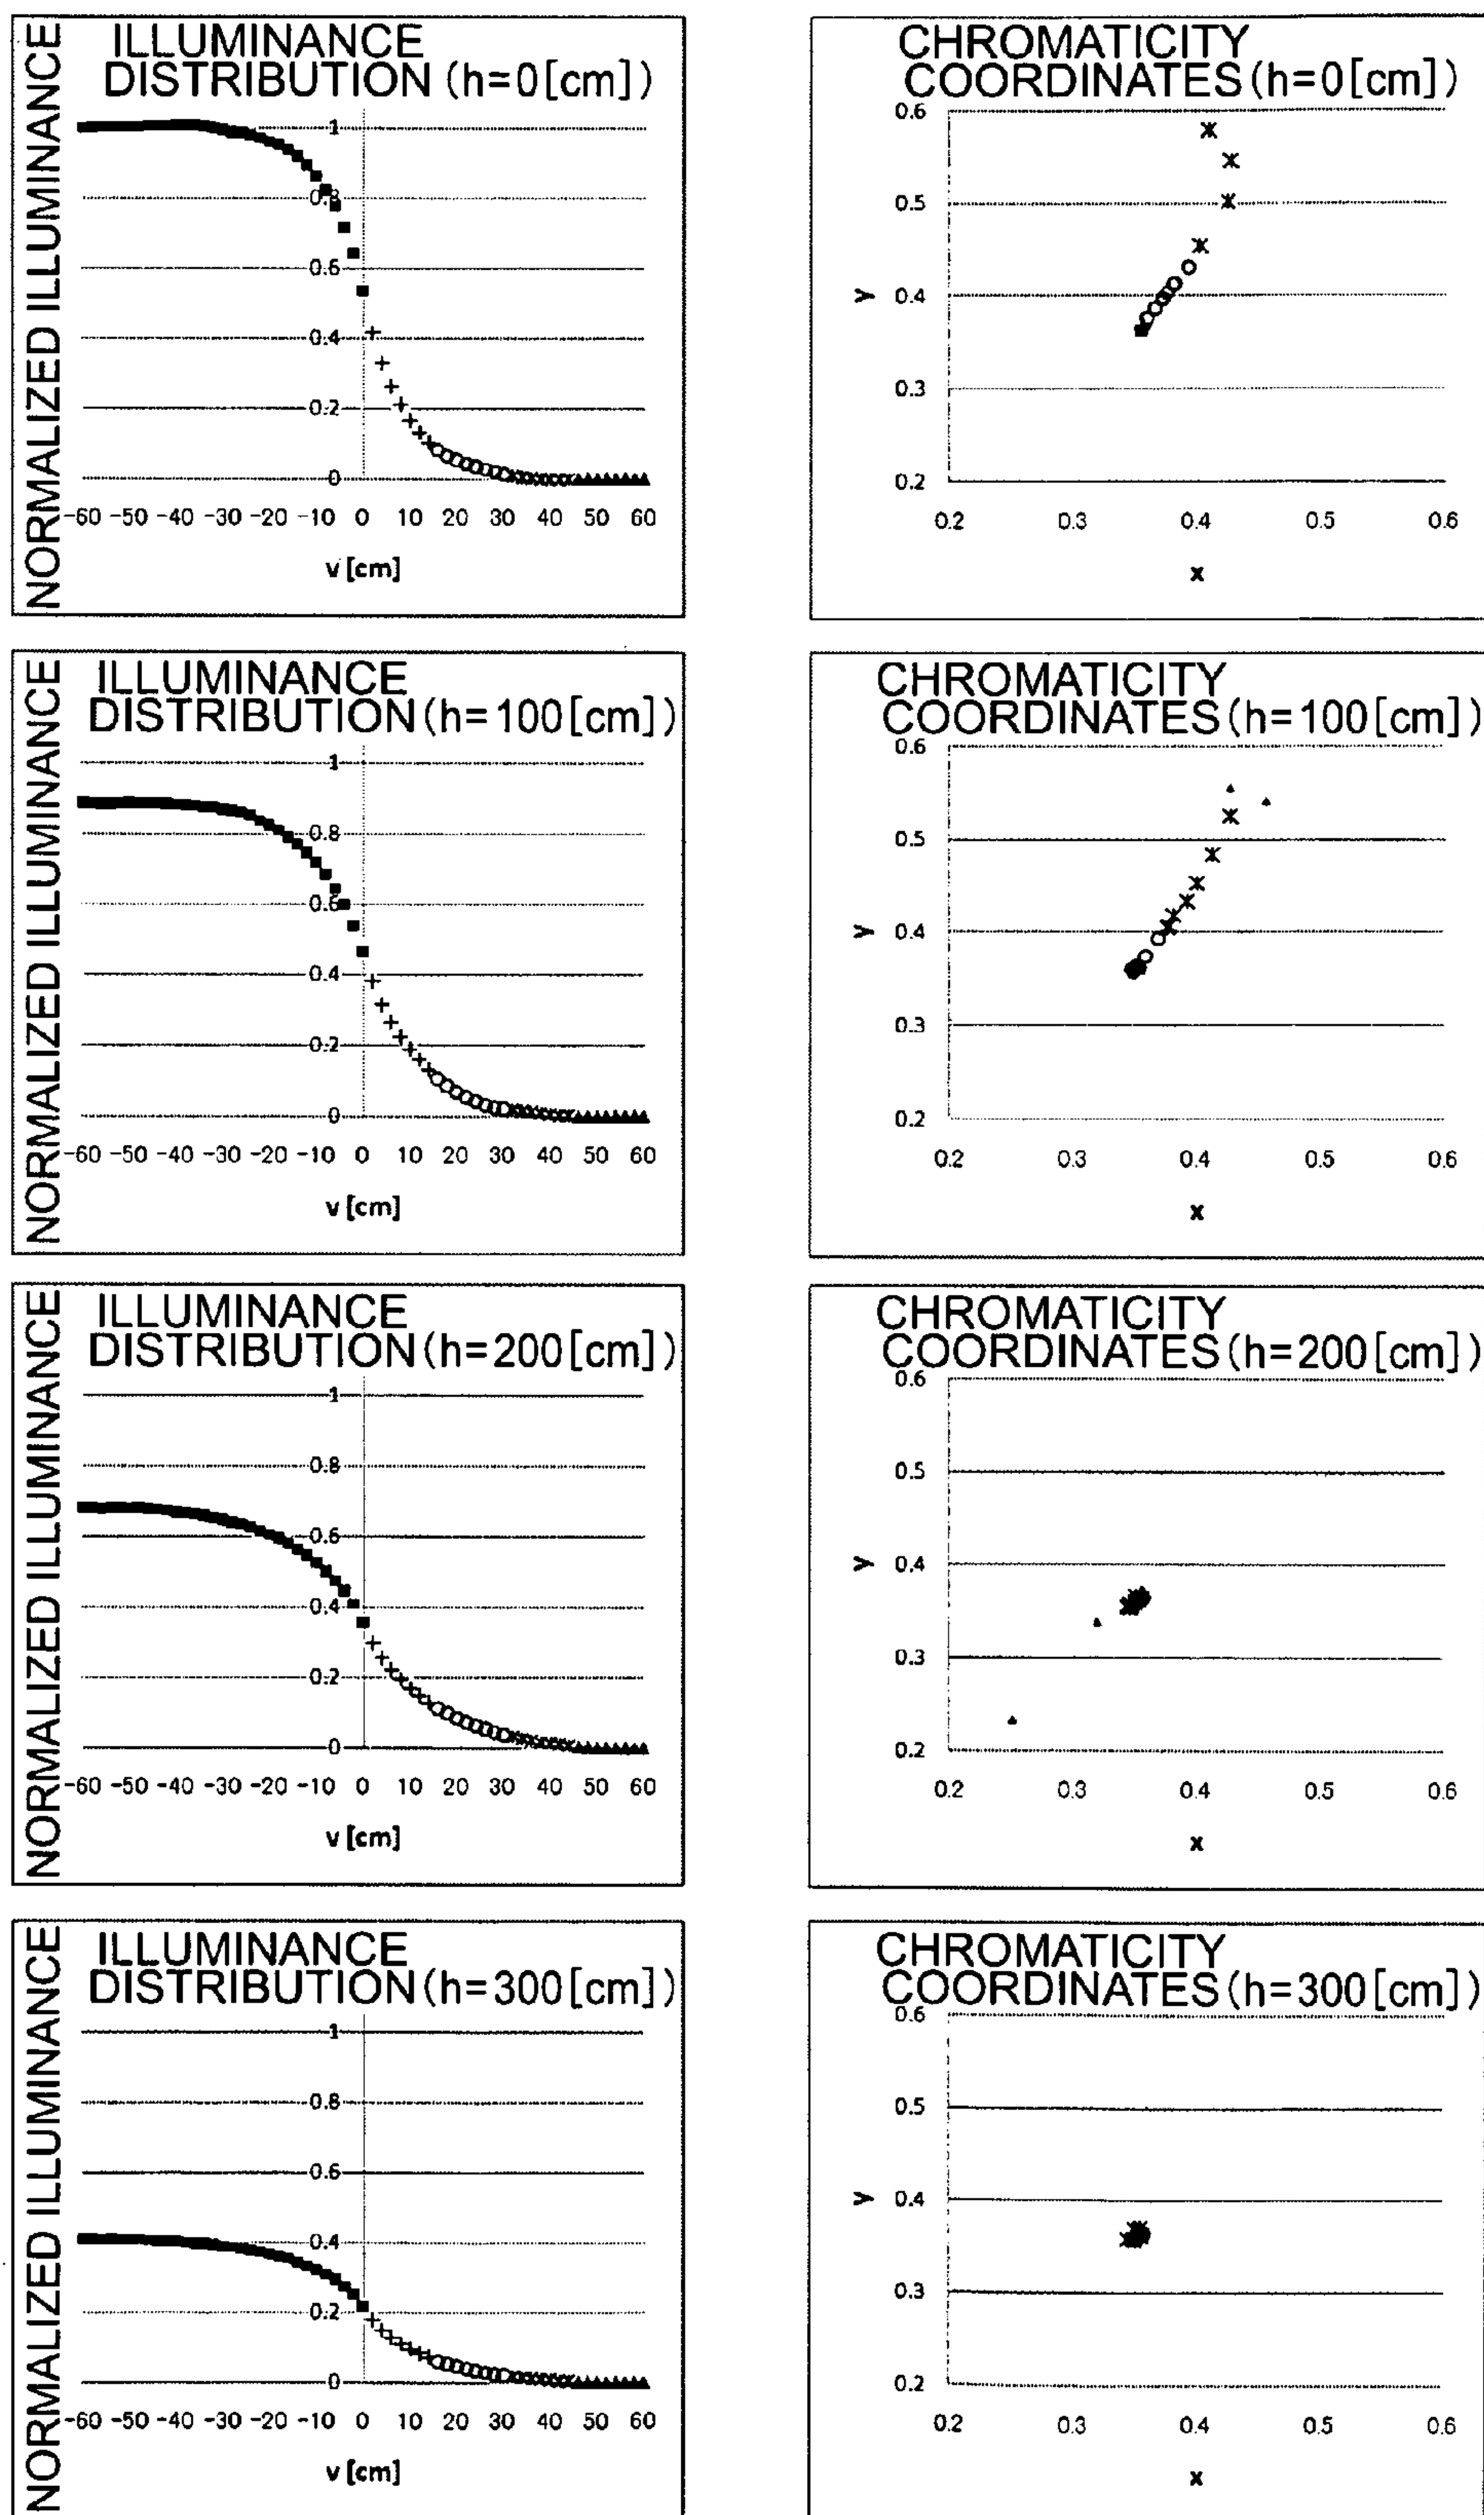 NORMALIZED ILLUMINANCE
ILLUMINANCE
DISTRIBUTION (h=0[cm])
1
0.8
0.6
0.4
0.2
0
-60 -50 -40 -30 -20 -10 0 10 20 30 40 50 60
v [cm]
CHROMATICITY
COORDINATES (h=0[cm])
0.6
0.5
y 0.4
0.3
0.2
0.2 0.3 0.4 0.5 0.6
x
NORMALIZED ILLUMINANCE
ILLUMINANCE
DISTRIBUTION (h=100[cm])
1
0.8
0.6
0.4
0.2
0
-60 -50 -40 -30 -20 -10 0 10 20 30 40 50 60
v [cm]
CHROMATICITY
COORDINATES (h=100[cm])
0.6
0.5
y 0.4
0.3
0.2
0.2 0.3 0.4 0.5 0.6
x
NORMALIZED ILLUMINANCE
ILLUMINANCE
DISTRIBUTION (h=200[cm])
1
0.8
0.6
0.4
0.2
0
-60 -50 -40 -30 -20 -10 0 10 20 30 40 50 60
v [cm]
CHROMATICITY
COORDINATES (h=200[cm])
0.6
0.5
y 0.4
0.3
0.2
0.2 0.3 0.4 0.5 0.6
x
NORMALIZED ILLUMINANCE
ILLUMINANCE
DISTRIBUTION (h=300[cm])
1
0.8
0.6
0.4
0.2
0
-60 -50 -40 -30 -20 -10 0 10 20 30 40 50 60
v [cm]
CHROMATICITY
COORDINATES (h=300[cm])
0.6
0.5
y 0.4
0.3
0.2
0.2 0.3 0.4 0.5 0.6
x